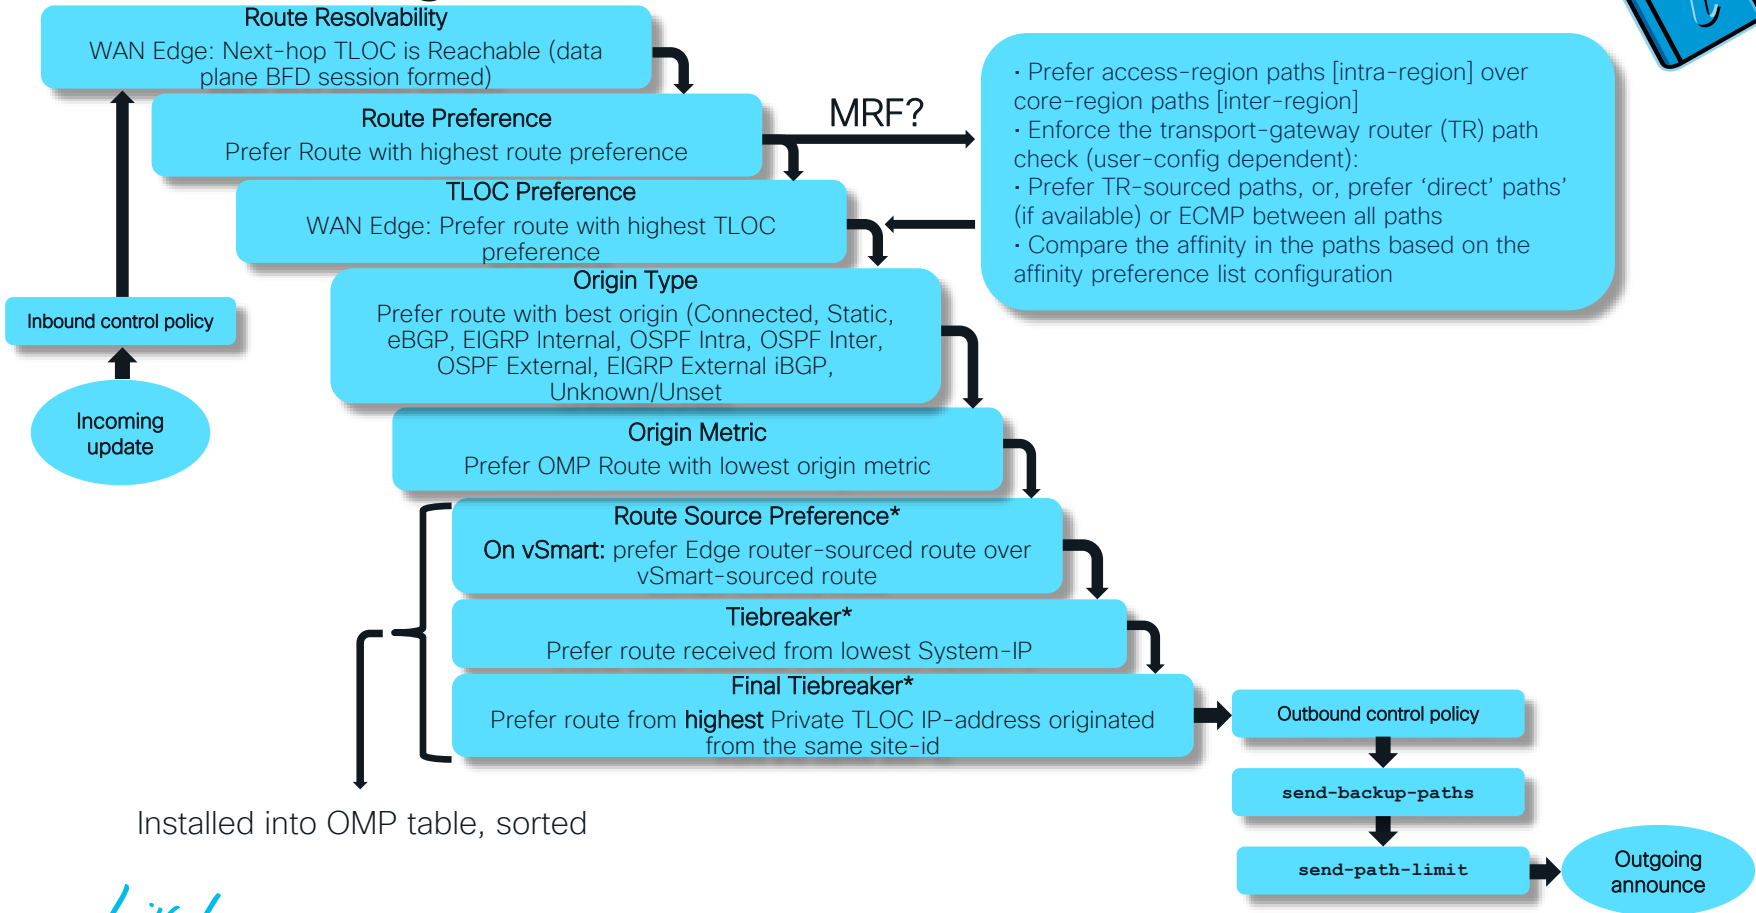 Route Resolvability
WAN Edge: Next-hop TLOC is Reachable (data
plane BFD session formed)
Route Preference
Prefer Route with highest route preference
MRF?
· Prefer access-region paths [intra-region] over
core-region paths [inter-region]
· Enforce the transport-gateway router (TR) path
check (user-config dependent):
· Prefer TR-sourced paths, or, prefer ‘direct’ paths’
(if available) or ECMP between all paths
· Compare the affinity in the paths based on the
affinity preference list configuration
TLOC Preference
WAN Edge: Prefer route with highest TLOC
preference
Origin Type
Prefer route with best origin (Connected, Static,
eBGP, EIGRP Internal, OSPF Intra, OSPF Inter,
OSPF External, EIGRP External iBGP,
Unknown/Unset
Inbound control policy
Incoming
update
Origin Metric
Prefer OMP Route with lowest origin metric
Route Source Preference*
On vSmart: prefer Edge router-sourced route over
vSmart-sourced route
Tiebreaker*
Prefer route received from lowest System-IP
Final Tiebreaker*
Prefer route from highest Private TLOC IP-address originated
from the same site-id
Outbound control policy
send-backup-paths
send-path-limit
Outgoing
announce
Installed into OMP table, sorted